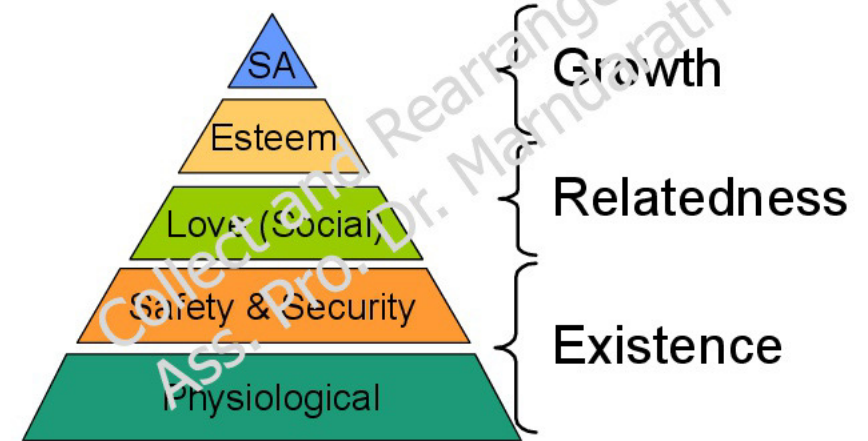 SA
Growth
Esteem
Love (Social)
Relatedness
Safety & Security
Existence
Physiological
Collect and Rearrange
Ass. Pro. Dr. Marndarath